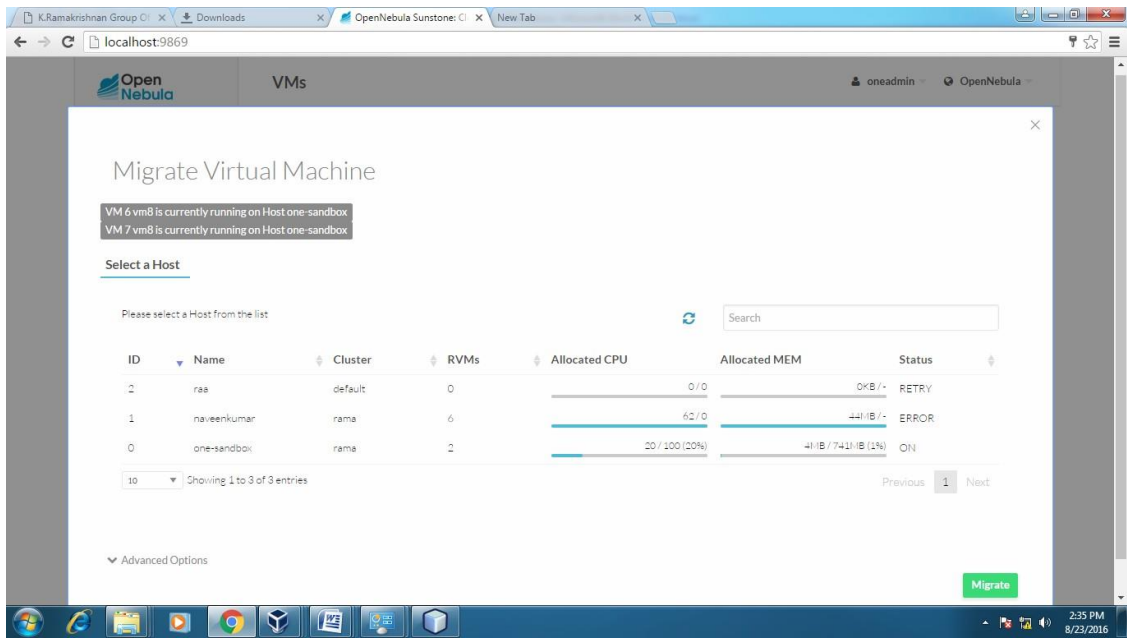 K.Ramakrishnan Group Of
Downloads
OpenNebula Sunstone: Cl
New Tab
localhost:9869
Open Nebula
VMs
oneadmin
OpenNebula
Migrate Virtual Machine
VM 6 vm8 is currently running on Host one-sandbox
VM 7 vm8 is currently running on Host one-sandbox
Select a Host
Please select a Host from the list
Search
ID Name Cluster RVMs Allocated CPU Allocated MEM Status
2 raa default 0 0 / 0 0KB / - RETRY
1 naveenkumar rama 6 62 / 0 44MB / - ERROR
0 one-sandbox rama 2 20 / 100 (20%) 4MB / 741MB (1%) ON
10 Showing 1 to 3 of 3 entries
Previous 1 Next
Advanced Options
Migrate
2:35 PM
8/23/2016